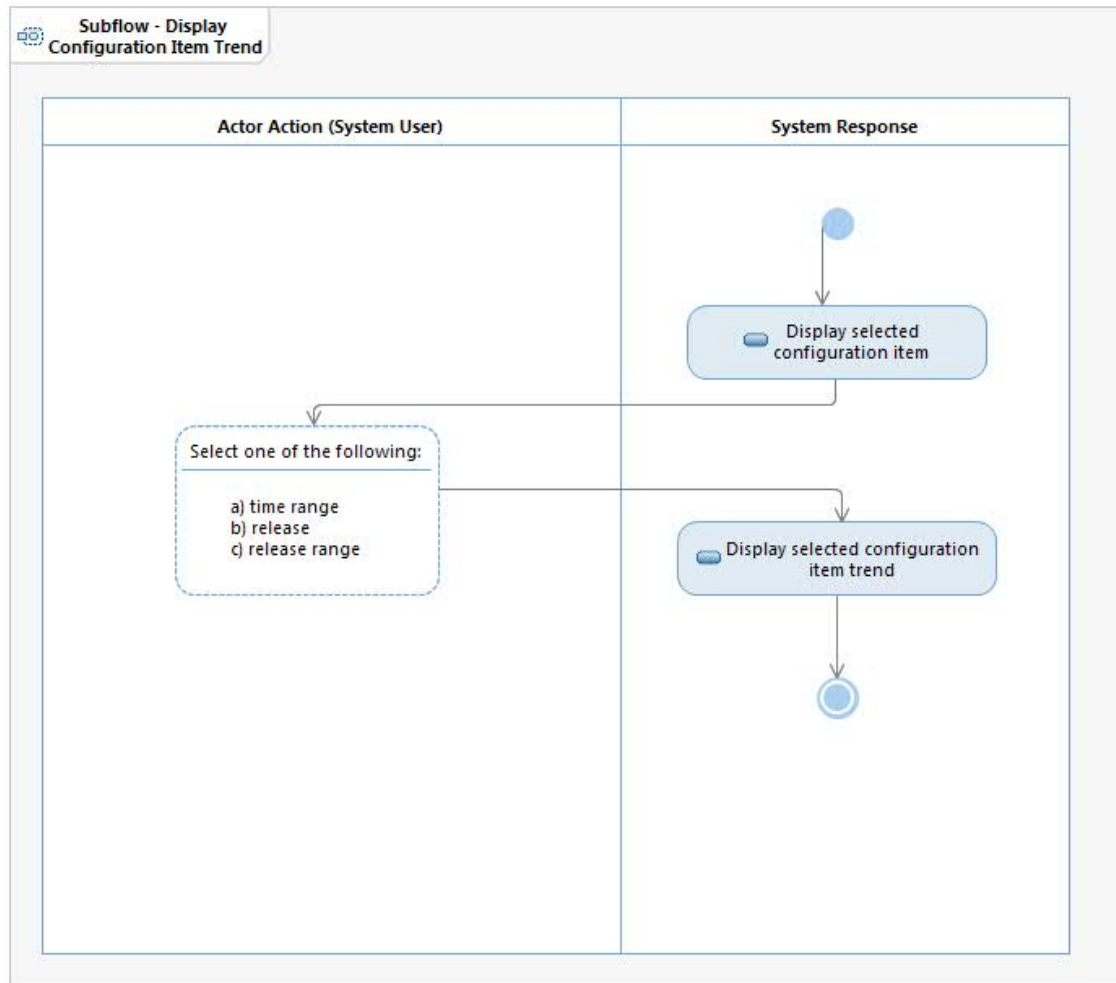 Subflow - Display
Configuration Item Trend
Actor Action (System User)
System Response
Display selected
configuration item
Select one of the following:
a) time range
b) release
c) release range
Display selected configuration
item trend